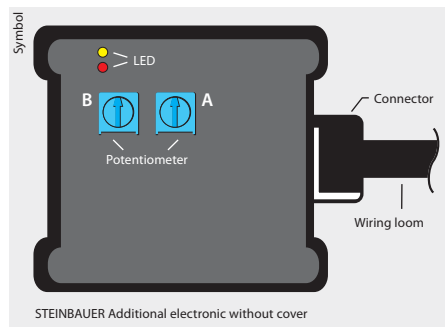 Symbol
LED
B
A
Connector
Potentiometer
Wiring loom
STEINBAUER Additional electronic without cover